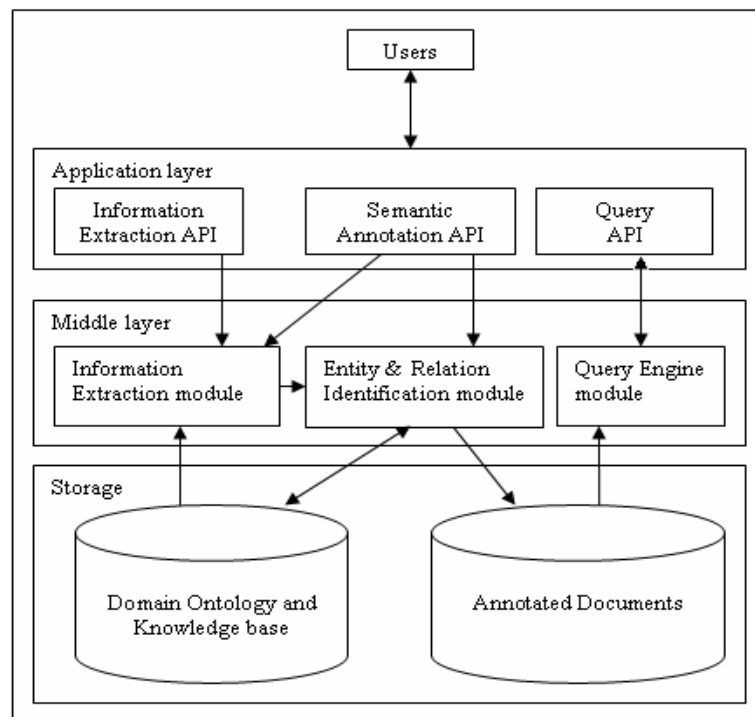 Users
Application layer
Information
Extraction API
Semantic
Annotation API
Query
API
Middle layer
Information
Extraction module
Entity & Relation
Identification module
Query Engine
module
Storage
Domain Ontology and
Knowledge base
Annotated Documents